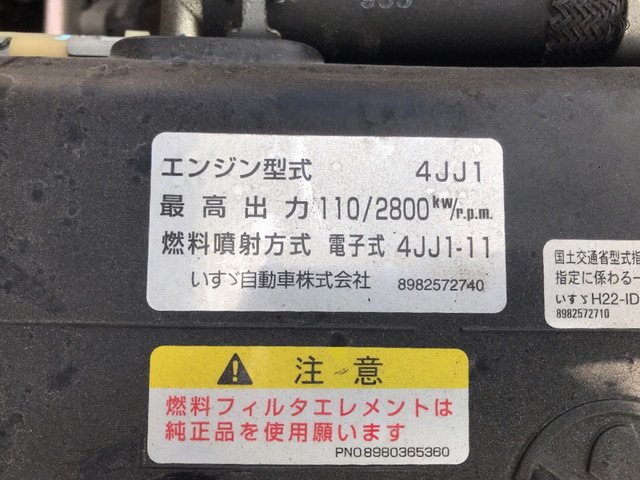 エンジン型式 4JJ1
最高出力 110/2800 kw/r.p.m.
燃料噴射方式 電子式 4JJ1-11
いすゞ自動車株式会社 8982572740
国土交通省型式指
指定に係わる一
いすゞH22-ID
8982572710
注意
燃料フィルタエレメントは
純正品を使用願います
PNO8980365360